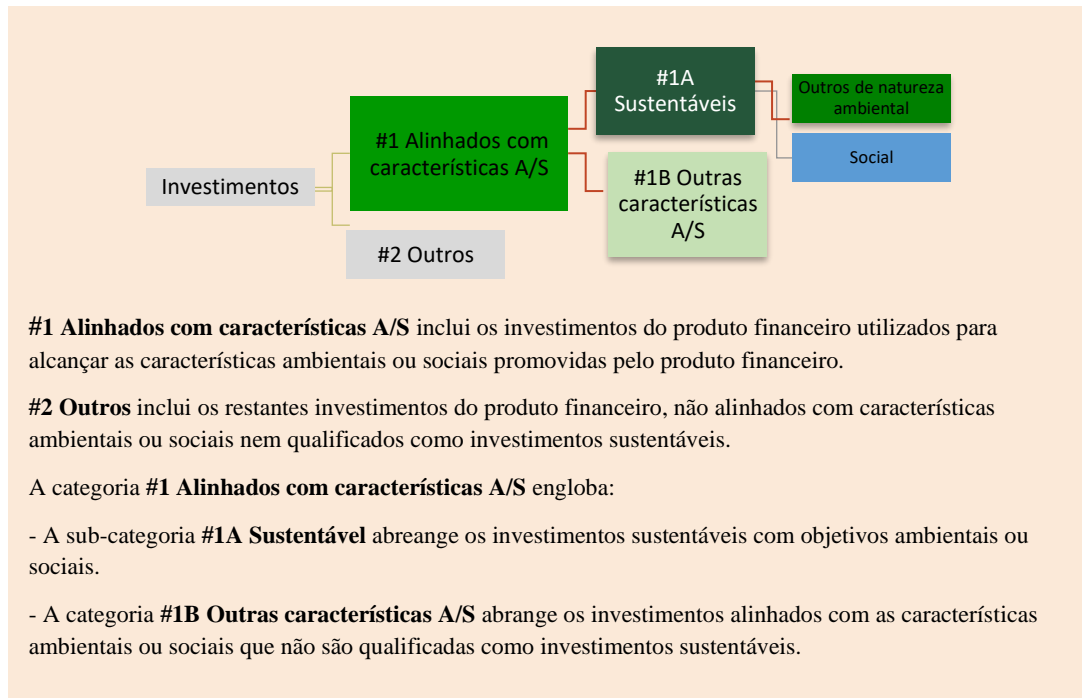 #1A
Sustentáveis
Outros de natureza
ambiental
#1 Alinhados com
características A/S
Social
Investimentos
#1B Outras
características
A/S
#2 Outros
#1 Alinhados com características A/S inclui os investimentos do produto financeiro utilizados para
alcançar as características ambientais ou sociais promovidas pelo produto financeiro.
#2 Outros inclui os restantes investimentos do produto financeiro, não alinhados com características
ambientais ou sociais nem qualificados como investimentos sustentáveis.
A categoria #1 Alinhados com características A/S engloba:
- A sub-categoria #1A Sustentável abreange os investimentos sustentáveis com objetivos ambientais ou
sociais.
- A categoria #1B Outras características A/S abrange os investimentos alinhados com as características
ambientais ou sociais que não são qualificadas como investimentos sustentáveis.